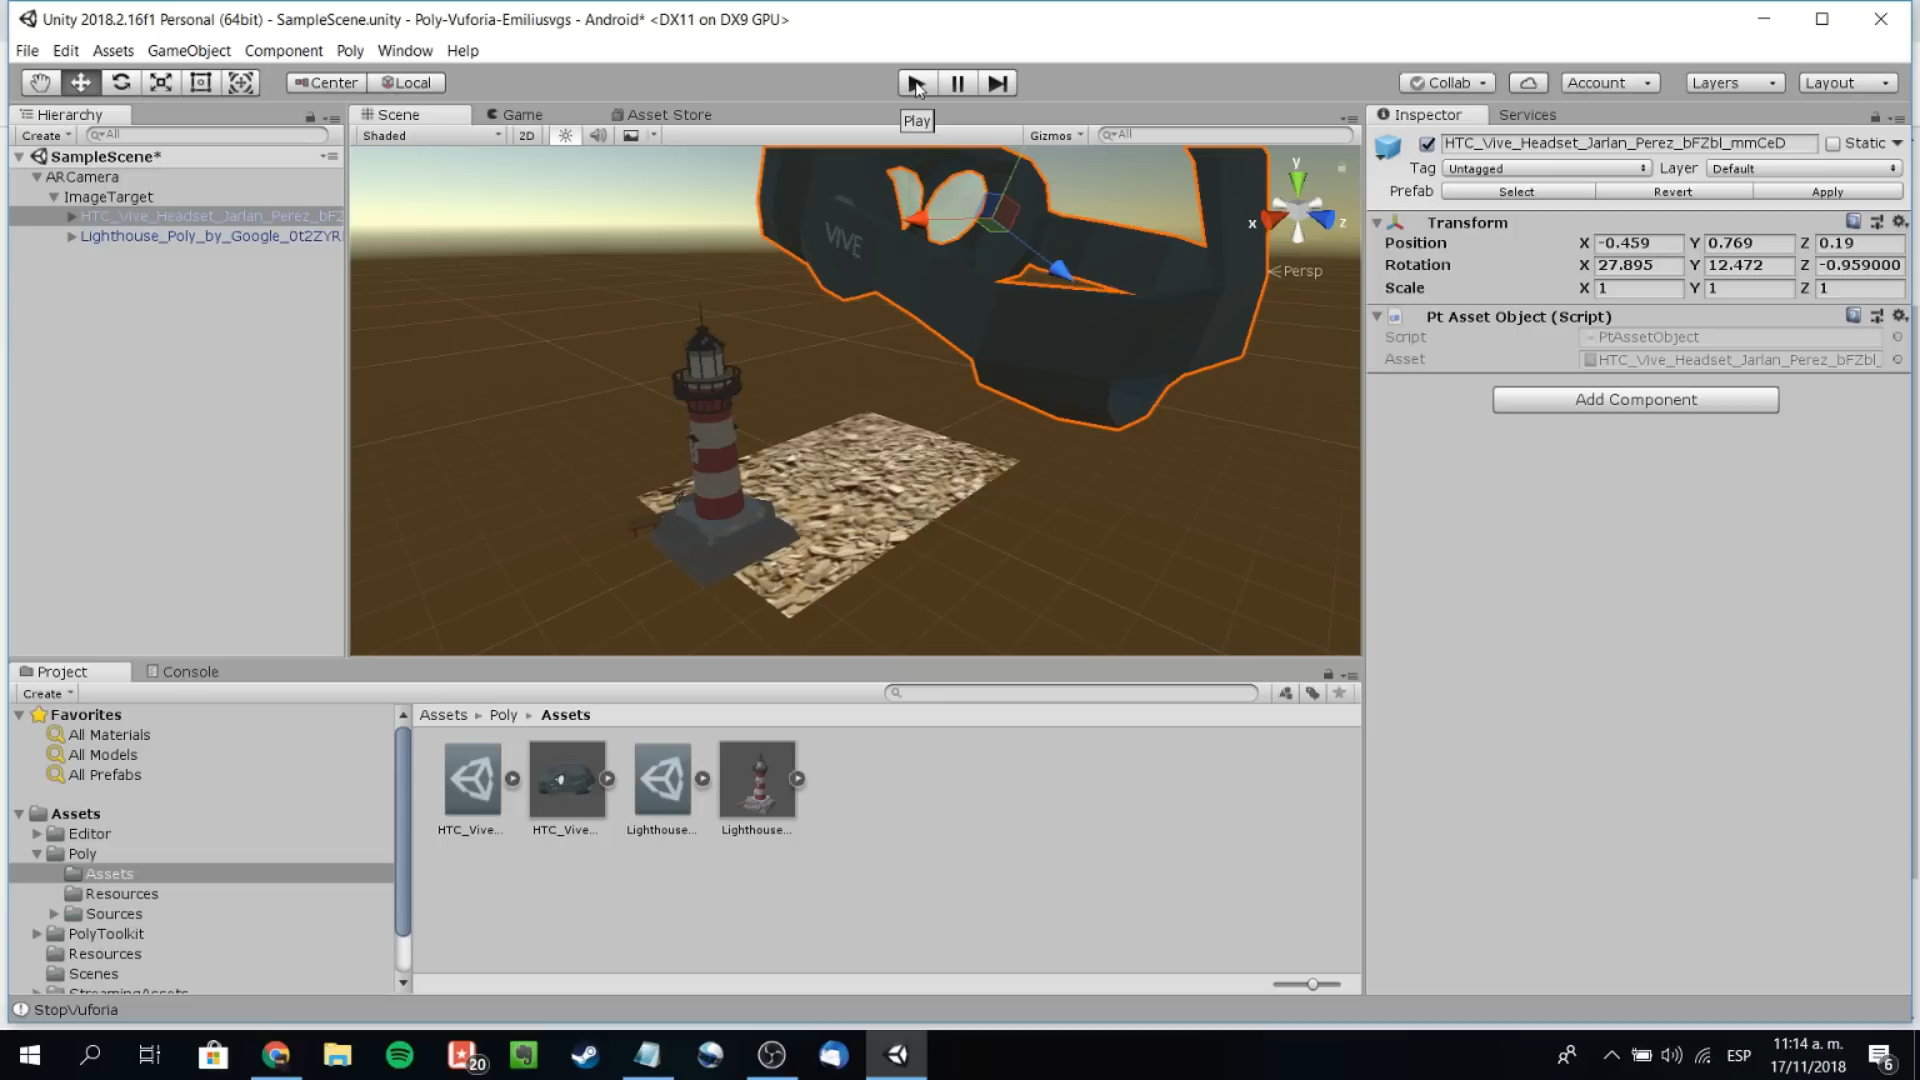 Unity 2018.2.16f1 Personal (64bit) - SampleScene.unity - Poly-Vuforia-Emiliusvgs - Android* <DX11 on DX9 GPU>
File Edit Assets GameObject Component Poly Window Help
Center Local Collab Account Layers Layout
Play
Hierarchy
Create All
SampleScene*
ARCamera
ImageTarget
HTC_Vive_Headset_Jarlan_Perez_bFZ
Lighthouse_Poly_by_Google_0t2ZYR
Scene Game Asset Store
Shaded 2D Gizmos All
VIVE
y
x z
Persp
Inspector Services
HTC_Vive_Headset_Jarlan_Perez_bFZbl_mmCeD Static
Tag Untagged Layer Default
Prefab Select Revert Apply
Transform
Position X -0.459 Y 0.769 Z 0.19
Rotation X 27.895 Y 12.472 Z -0.959000
Scale X 1 Y 1 Z 1
Pt Asset Object (Script)
Script PtAssetObject
Asset HTC_Vive_Headset_Jarlan_Perez_bFZbl_
Add Component
Project Console
Create
Favorites
All Materials
All Models
All Prefabs
Assets
Editor
Poly
Assets
Resources
Sources
PolyToolkit
Resources
Scenes
StreamingAssets
Assets Poly Assets
HTC_Vive... HTC_Vive... Lighthouse... Lighthouse...
StopVuforia
20
ESP
11:14 a. m.
17/11/2018
6